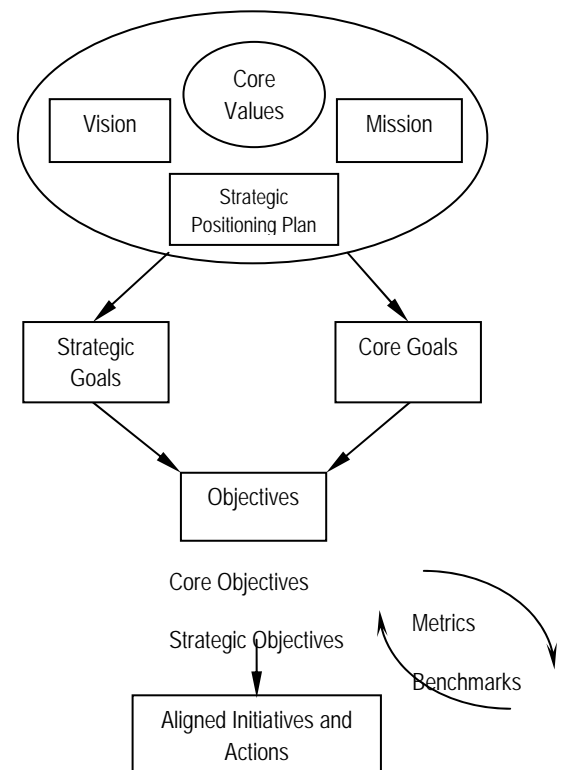 Core
Values
Vision
Mission
Strategic
Positioning Plan
Strategic
Goals
Core Goals
Objectives
Core Objectives
Strategic Objectives
Metrics
Benchmarks
Aligned Initiatives and
Actions